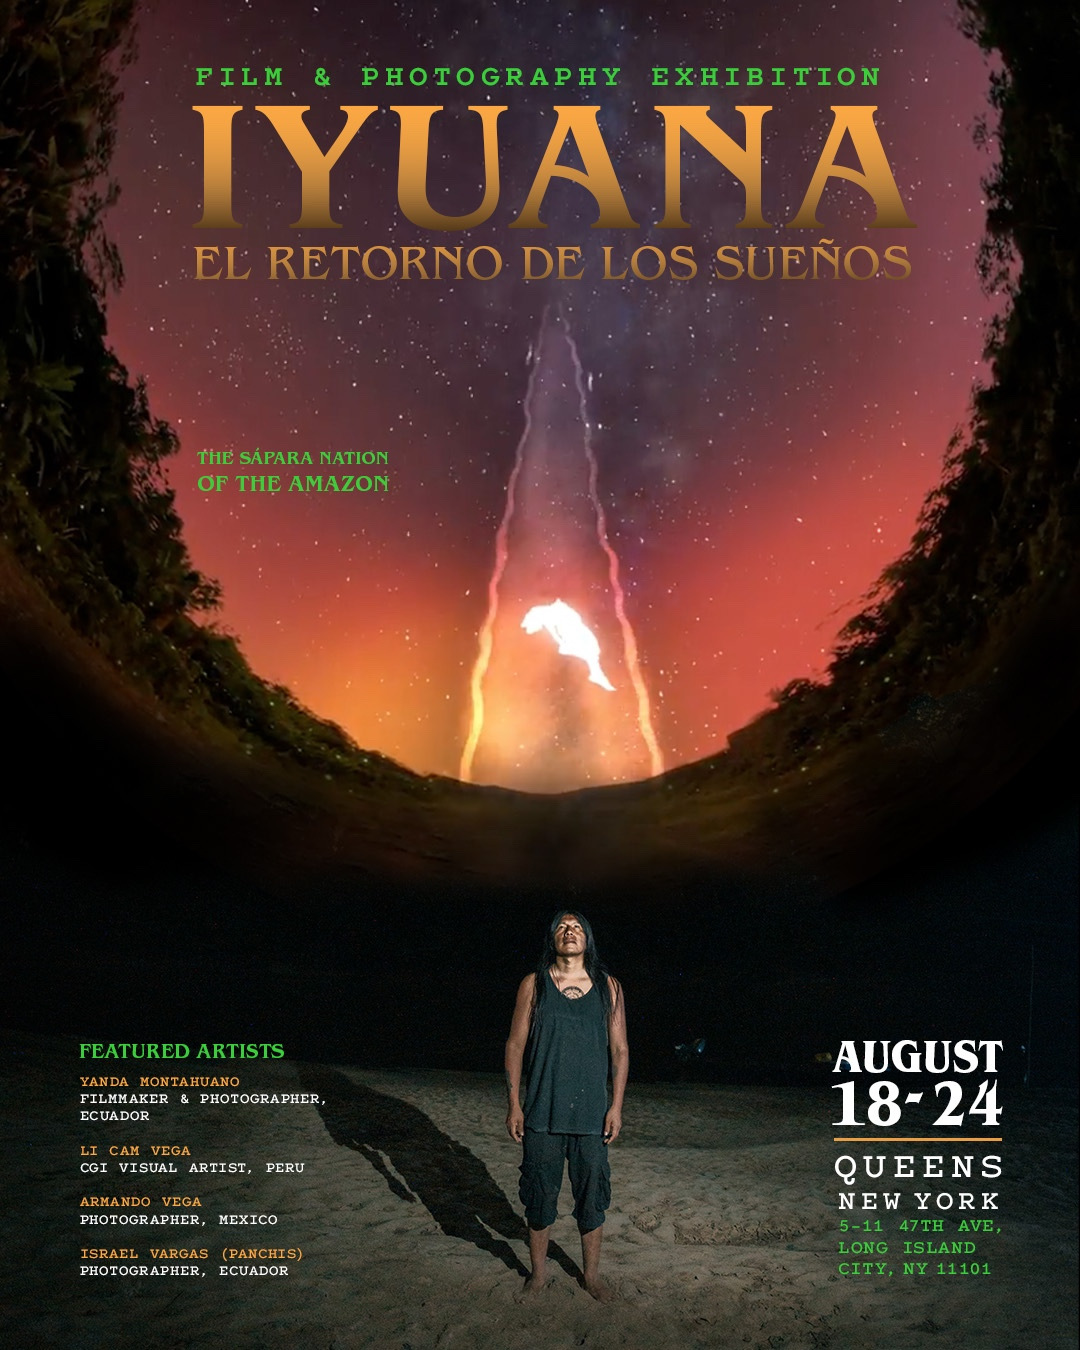 FILM & PHOTOGRAPHY EXHIBITION
IYUANA
EL RETORNO DE LOS SUEÑOS
THE SÁPARA NATION
OF THE AMAZON
FEATURED ARTISTS
YANDA MONTAHUANO
FILMMAKER & PHOTOGRAPHER,
ECUADOR
LI CAM VEGA
CGI VISUAL ARTIST, PERU
ARMANDO VEGA
PHOTOGRAPHER, MEXICO
ISRAEL VARGAS (PANCHIS)
PHOTOGRAPHER, ECUADOR
AUGUST
18-24
QUEENS
NEW YORK
5-11 47TH AVE,
LONG ISLAND
CITY, NY 11101